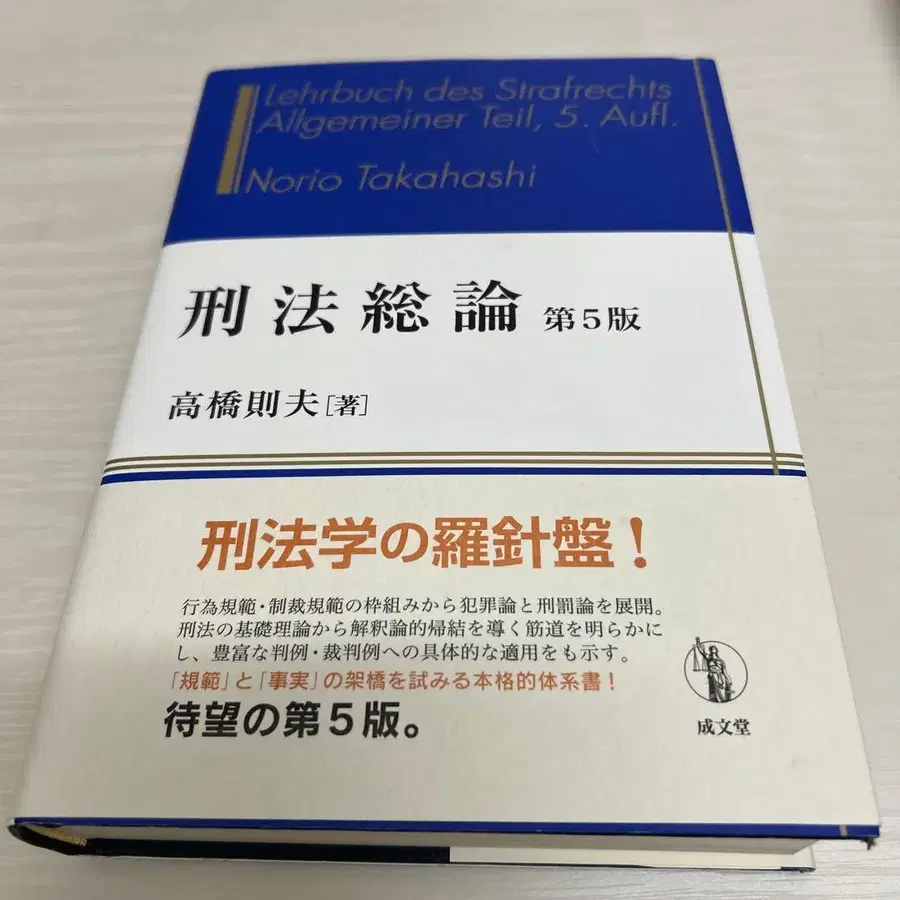 Lehrbuch des Strafrechts
Allgemeiner Teil, 5. Aufl.
Norio Takahashi
刑法総論 第5版
高橋則夫[著]
刑法学の羅針盤!
行為規範・制裁規範の枠組みから犯罪論と刑罰論を展開。
刑法の基礎理論から解釈論的帰結を導く筋道を明らかに
し、豊富な判例・裁判例への具体的な適用をも示す。
「規範」と「事実」の架橋を試みる本格的体系書!
待望の第5版。
成文堂